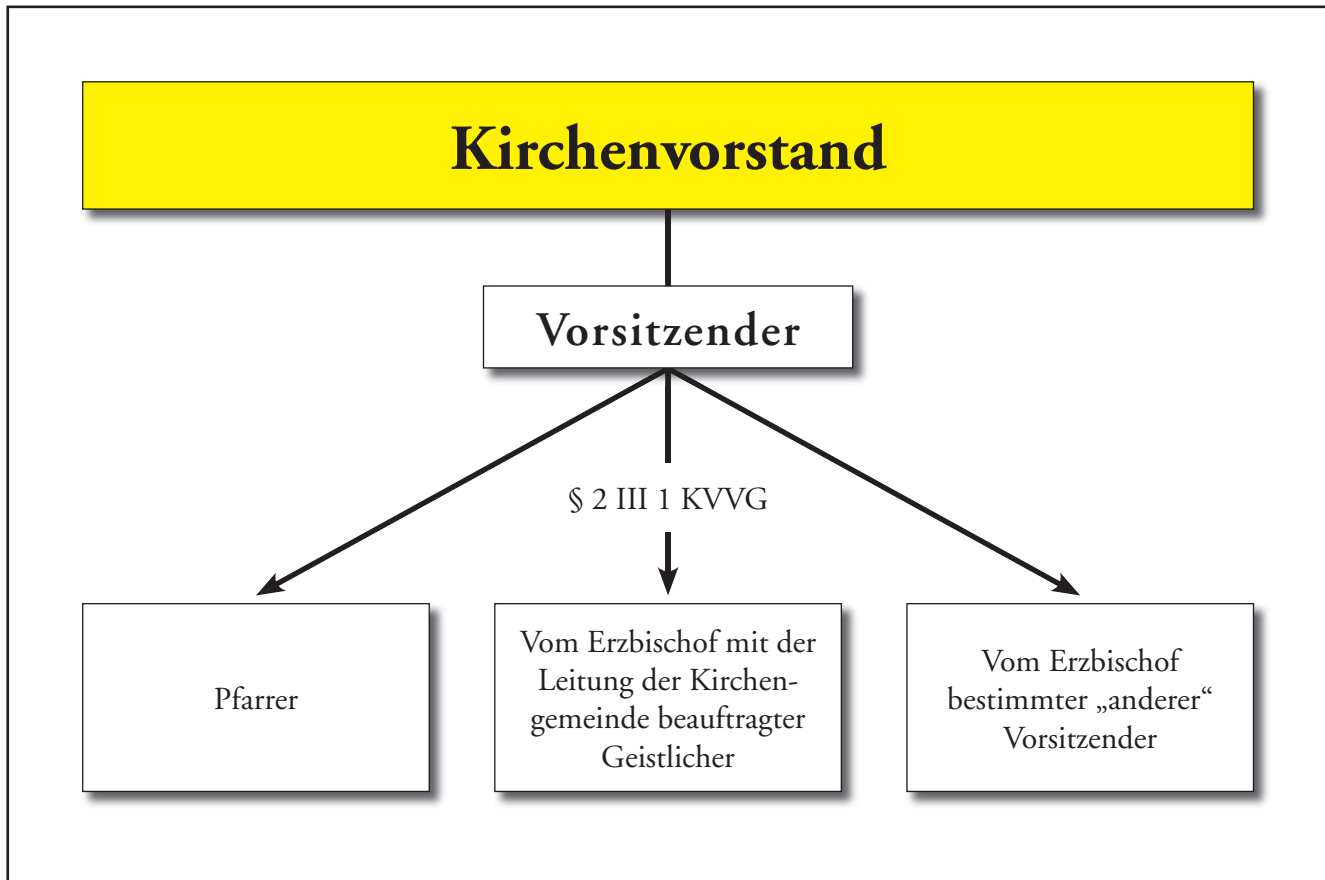 Kirchenvorstand
Vorsitzender
§ 2 III 1 KVVG
Pfarrer
Vom Erzbischof mit der
Leitung der Kirchen-
gemeinde beauftragter
Geistlicher
Vom Erzbischof
bestimmter „anderer“
Vorsitzender